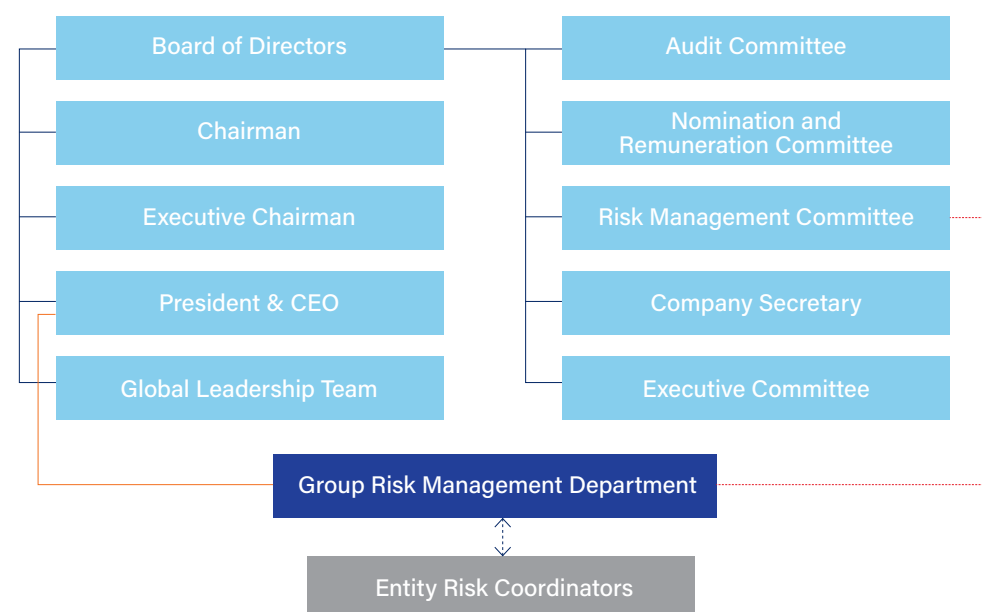 Board of Directors
Audit Committee
Chairman
Nomination and
Remuneration Committee
Executive Chairman
Risk Management Committee
President & CEO
Company Secretary
Global Leadership Team
Executive Committee
Group Risk Management Department
Entity Risk Coordinators